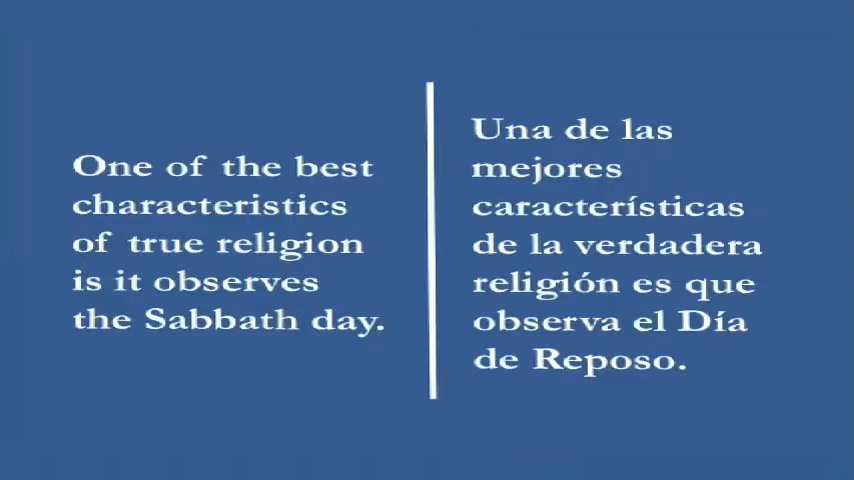 One of the best
characteristics
of true religion
is it observes
the Sabbath day.
Una de las
mejores
características
de la verdadera
religión es que
observa el Día
de Reposo.